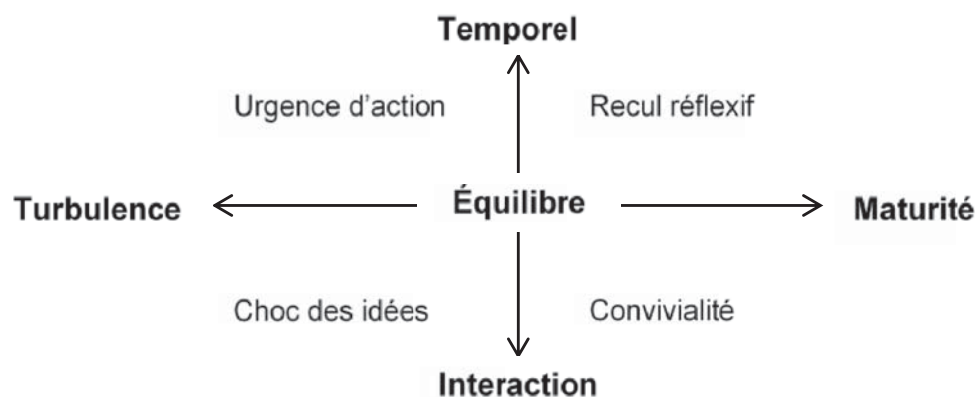 Temporel
Urgence d'action
Recul réflexif
Turbulence
Équilibre
Maturité
Choc des idées
Convivialité
Interaction